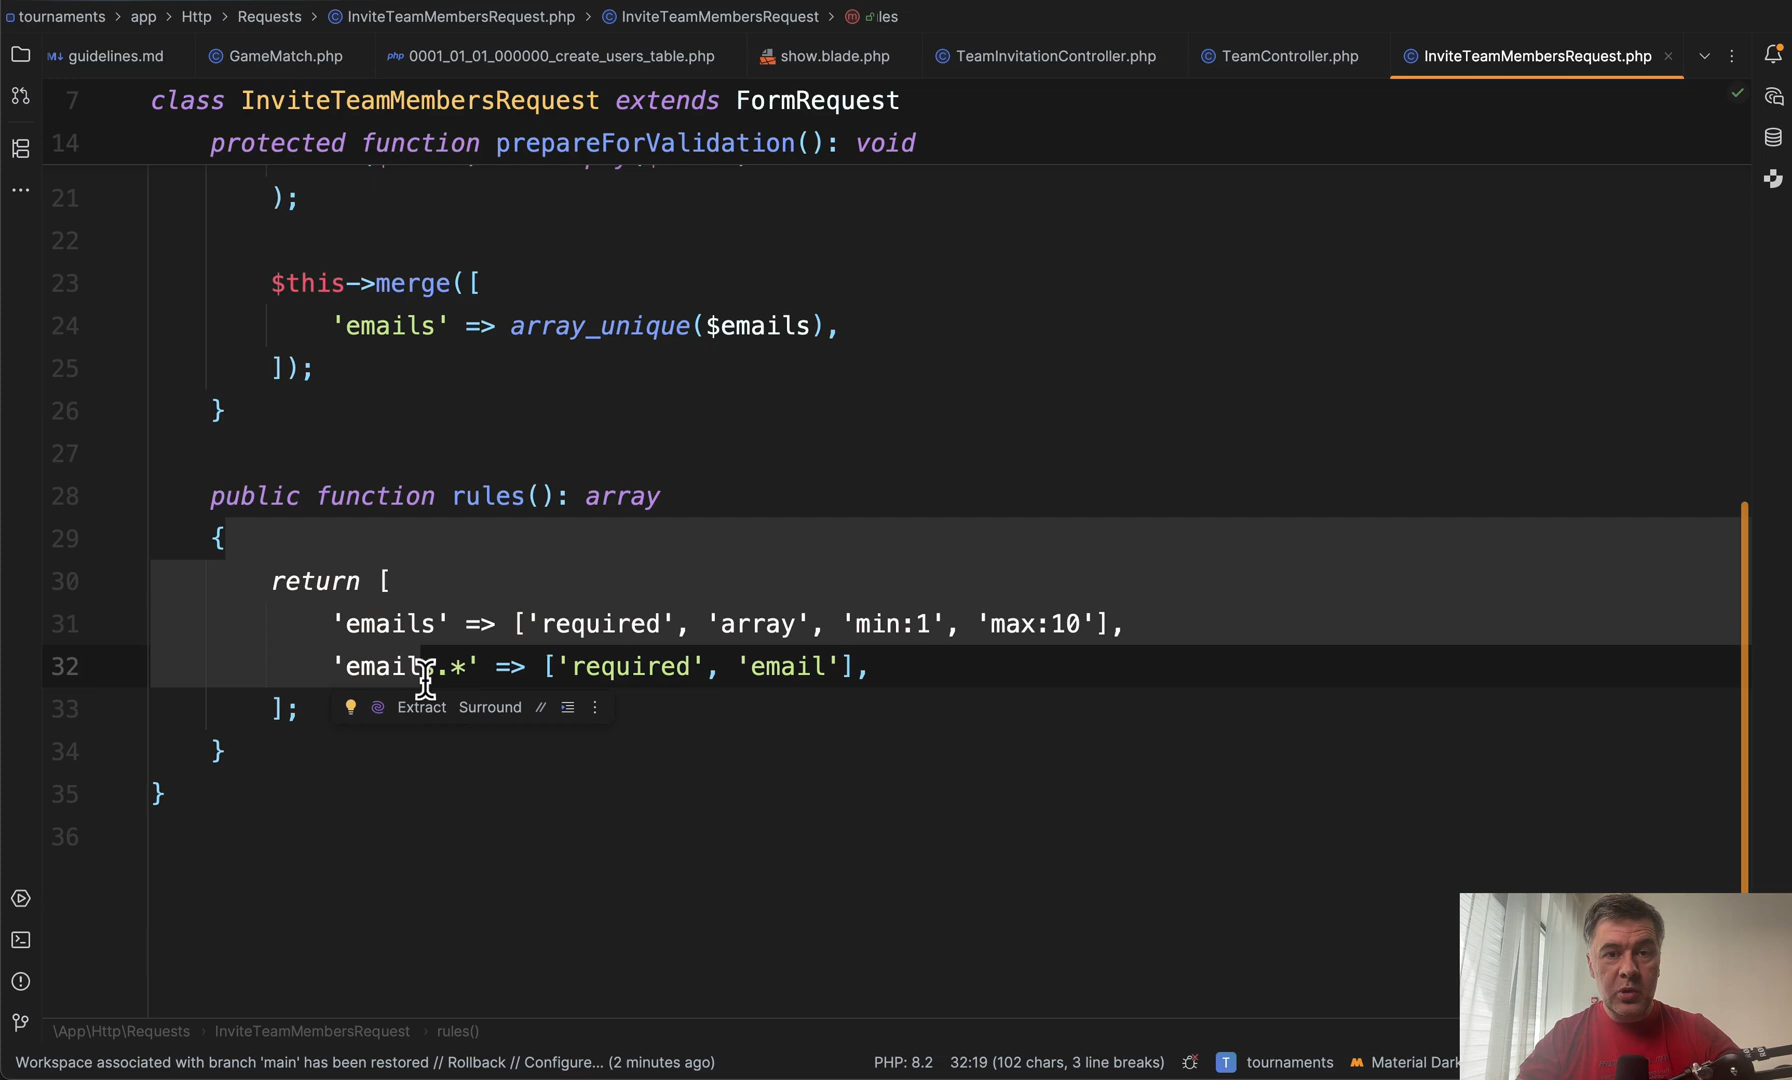 tournaments > app > Http > Requests > InviteTeamMembersRequest.php > InviteTeamMembersRequest > les
guidelines.md GameMatch.php php 0001_01_01_000000_create_users_table.php show.blade.php TeamInvitationController.php TeamController.php InviteTeamMembersRequest.php
7 class InviteTeamMembersRequest extends FormRequest
14 protected function prepareForValidation(): void
21 );
22
23 $this->merge([
24 'emails' => array_unique($emails),
25 ]);
26 }
27
28 public function rules(): array
29 {
30 return [
31 'emails' => ['required', 'array', 'min:1', 'max:10'],
32 'emails.*' => ['required', 'email'],
33 ];
Extract Surround //
34 }
35 }
36
\App\Http\Requests > InviteTeamMembersRequest > rules()
Workspace associated with branch 'main' has been restored // Rollback // Configure... (2 minutes ago) PHP: 8.2 32:19 (102 chars, 3 line breaks) T tournaments Material Dark